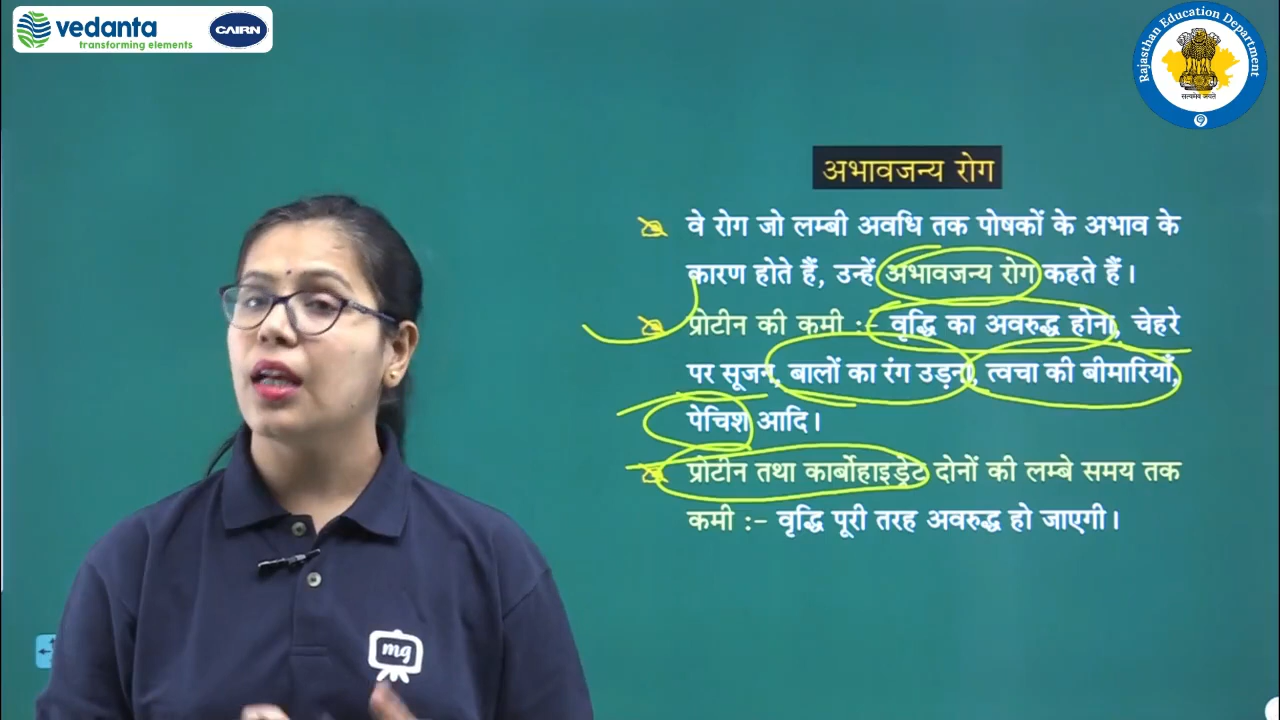 vedanta
transforming elements
CAIRN
Rajasthan Education Department
सत्यमेव जयते
अभावजन्य रोग
वे रोग जो लम्बी अवधि तक पोषकों के अभाव के
कारण होते हैं, उन्हें अभावजन्य रोग कहते हैं।
प्रोटीन की कमी :- वृद्धि का अवरुद्ध होना, चेहरे
पर सूजन, बालों का रंग उड़ना, त्वचा की बीमारियाँ,
पेचिश आदि।
प्रोटीन तथा कार्बोहाइड्रेट दोनों की लम्बे समय तक
कमी :- वृद्धि पूरी तरह अवरुद्ध हो जाएगी।
mg